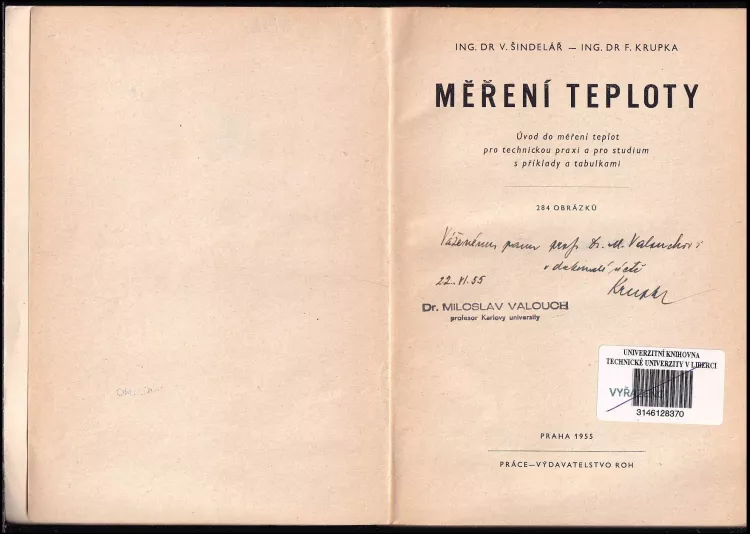 ING. DR V. ŠINDELÁŘ — ING. DR F. KRUPKA
MĚŘENÍ TEPLOTY
Úvod do měření teplot
pro technickou praxi a pro studium
s příklady a tabulkami
284 OBRÁZKŮ
Váženému panu prof. Dr. M. Valouchovi
v dokonalé úctě
22. VI. 55
Krupka
Dr. MILOSLAV VALOUCH
profesor Karlovy university
UNIVERZITNÍ KNIHOVNA
TECHNICKÉ UNIVERZITY V LIBERCI
VYŘAZENO
3146128370
PRAHA 1955
PRÁCE—VYDAVATELSTVO ROH